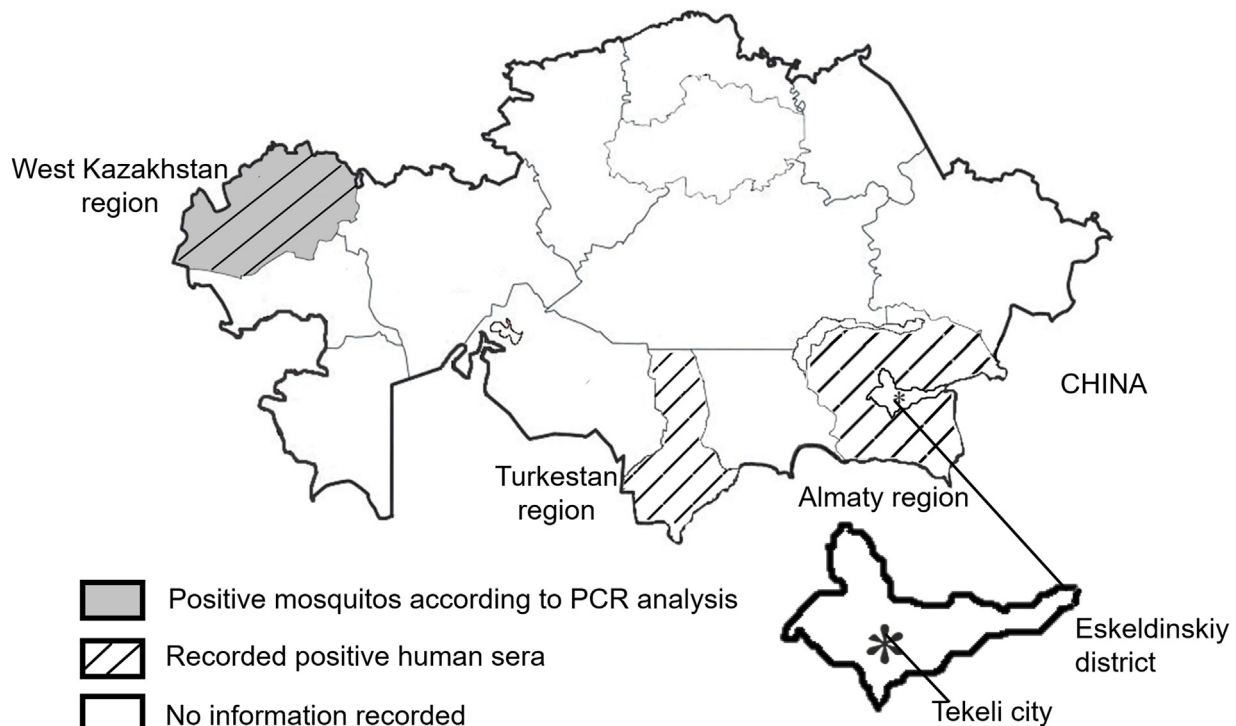 West Kazakhstan
region
CHINA
Turkestan
region
Almaty region
*
Positive mosquitos according to PCR analysis
Recorded positive human sera
No information recorded
*
Eskeldinskiy
district
Tekeli city